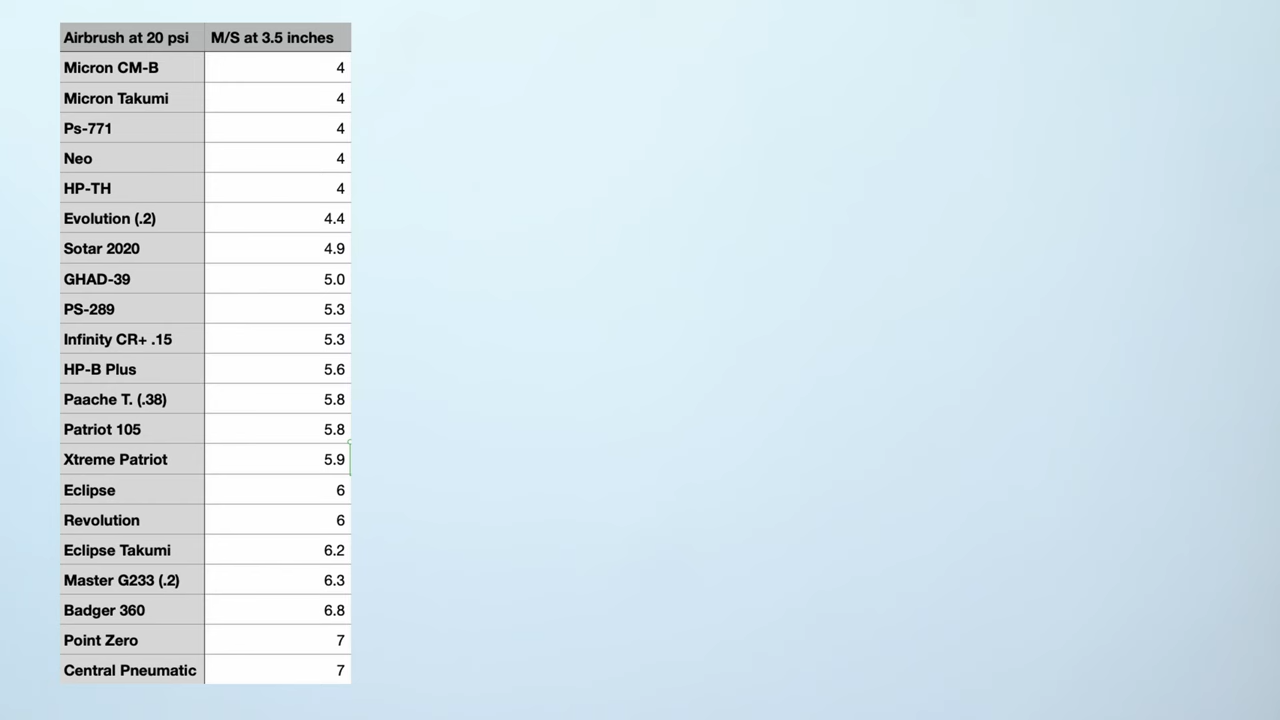 Airbrush at 20 psi M/S at 3.5 inches
Micron CM-B 4
Micron Takumi 4
Ps-771 4
Neo 4
HP-TH 4
Evolution (.2) 4.4
Sotar 2020 4.9
GHAD-39 5.0
PS-289 5.3
Infinity CR+ .15 5.3
HP-B Plus 5.6
Paache T. (.38) 5.8
Patriot 105 5.8
Xtreme Patriot 5.9
Eclipse 6
Revolution 6
Eclipse Takumi 6.2
Master G233 (.2) 6.3
Badger 360 6.8
Point Zero 7
Central Pneumatic 7